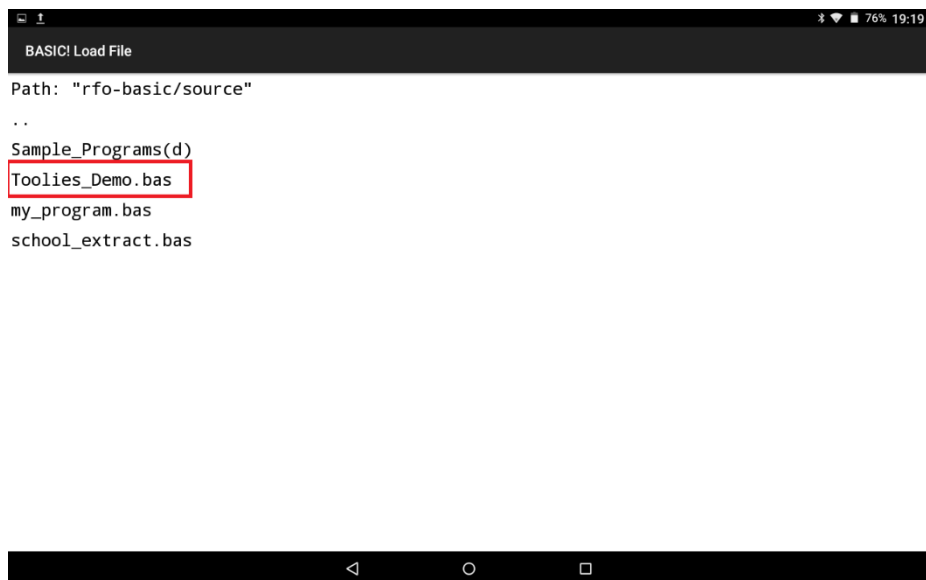 76% 19:19
BASIC! Load File
Path: "rfo-basic/source"
..
Sample_Programs(d)
Toolies_Demo.bas
my_program.bas
school_extract.bas